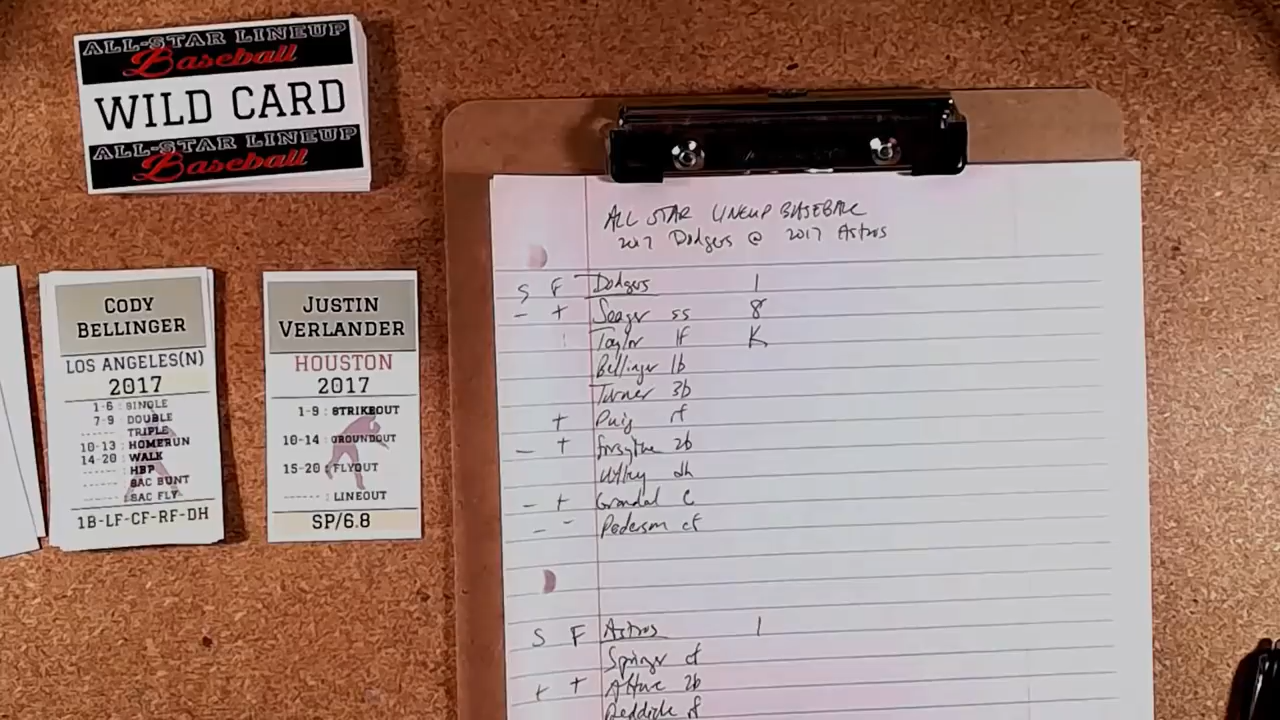 ALL-STAR LINEUP
Baseball
WILD CARD
ALL-STAR LINEUP
Baseball
CODY
BELLINGER
LOS ANGELES(N)
2017
1-6 : SINGLE
7-9 : DOUBLE
------ : TRIPLE
10-13 : HOMERUN
14-20 : WALK
------ : HBP
------ : SAC BUNT
------ : SAC FLY
1B-LF-CF-RF-DH
JUSTIN
VERLANDER
HOUSTON
2017
1-9 : STRIKEOUT
10-14 : GROUNDOUT
15-20 : FLYOUT
------ : LINEOUT
SP/6.8
ALL STAR LINEUP BASEBALL
2017 Dodgers @ 2017 Astros
S F Dodgers 1
- + Seager ss 8
Taylor lf K
Bellinger 1b
Turner 3b
+ Puig rf
- + Forsythe 2b
Utley dh
- + Grandal c
- - Pederson cf
S F Astros 1
Springer cf
+ + Altuve 2b
Reddick rf